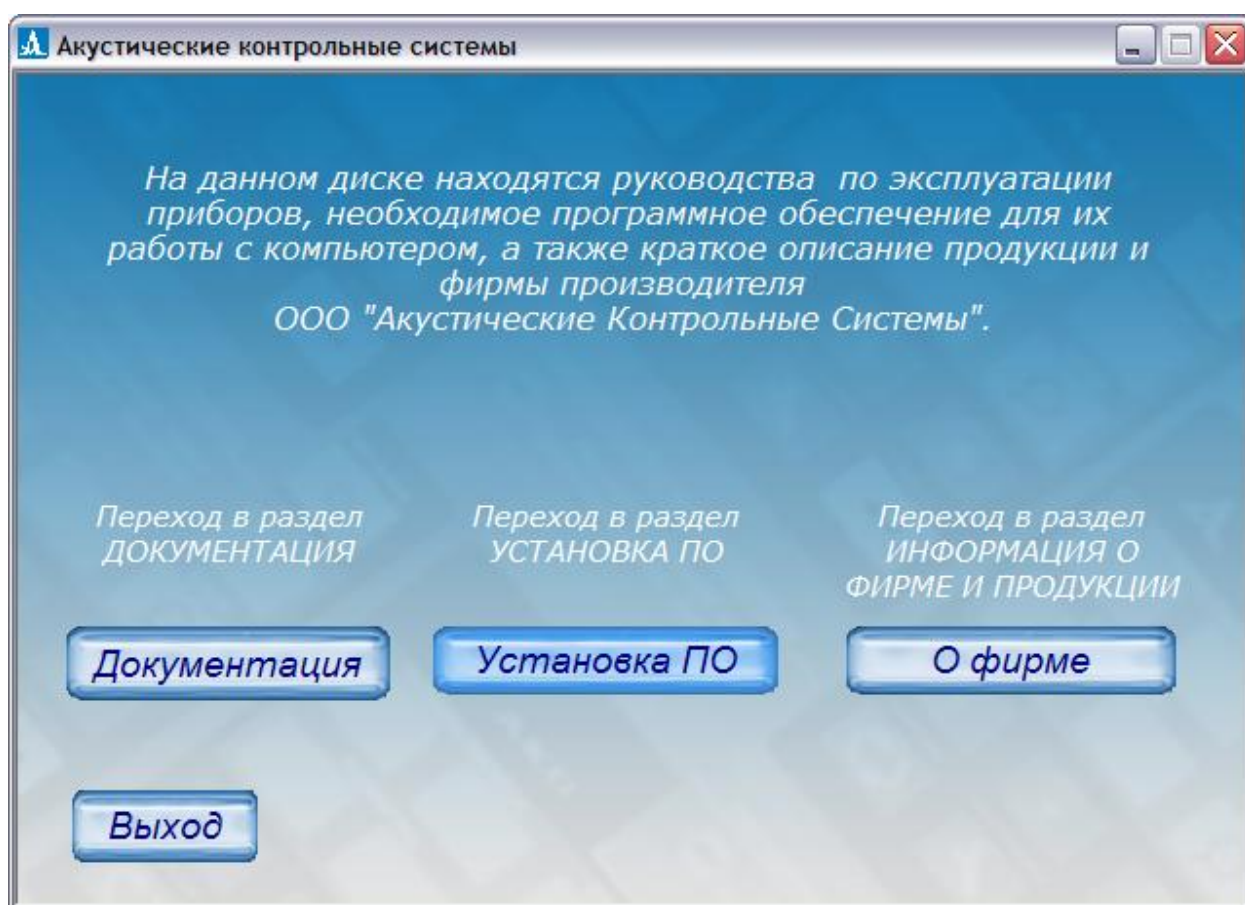 Акустические контрольные системы
На данном диске находятся руководства по эксплуатации
приборов, необходимое программное обеспечение для их
работы с компьютером, а также краткое описание продукции и
фирмы производителя
ООО "Акустические Контрольные Системы".
Переход в раздел
ДОКУМЕНТАЦИЯ
Переход в раздел
УСТАНОВКА ПО
Переход в раздел
ИНФОРМАЦИЯ О
ФИРМЕ И ПРОДУКЦИИ
Документация
Установка ПО
О фирме
Выход